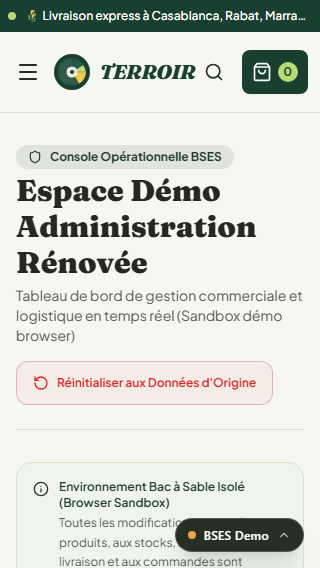 Livraison express à Casablanca, Rabat, Marra...
TERROIR
0
Console Opérationnelle BSES
Espace Démo
Administration
Rénovée
Tableau de bord de gestion commerciale et
logistique en temps réel (Sandbox démo
browser)
Réinitialiser aux Données d'Origine
Environnement Bac à Sable Isolé
(Browser Sandbox)
Toutes les modificatio
produits, aux stocks,
BSES Demo
livraison et aux commandes sont